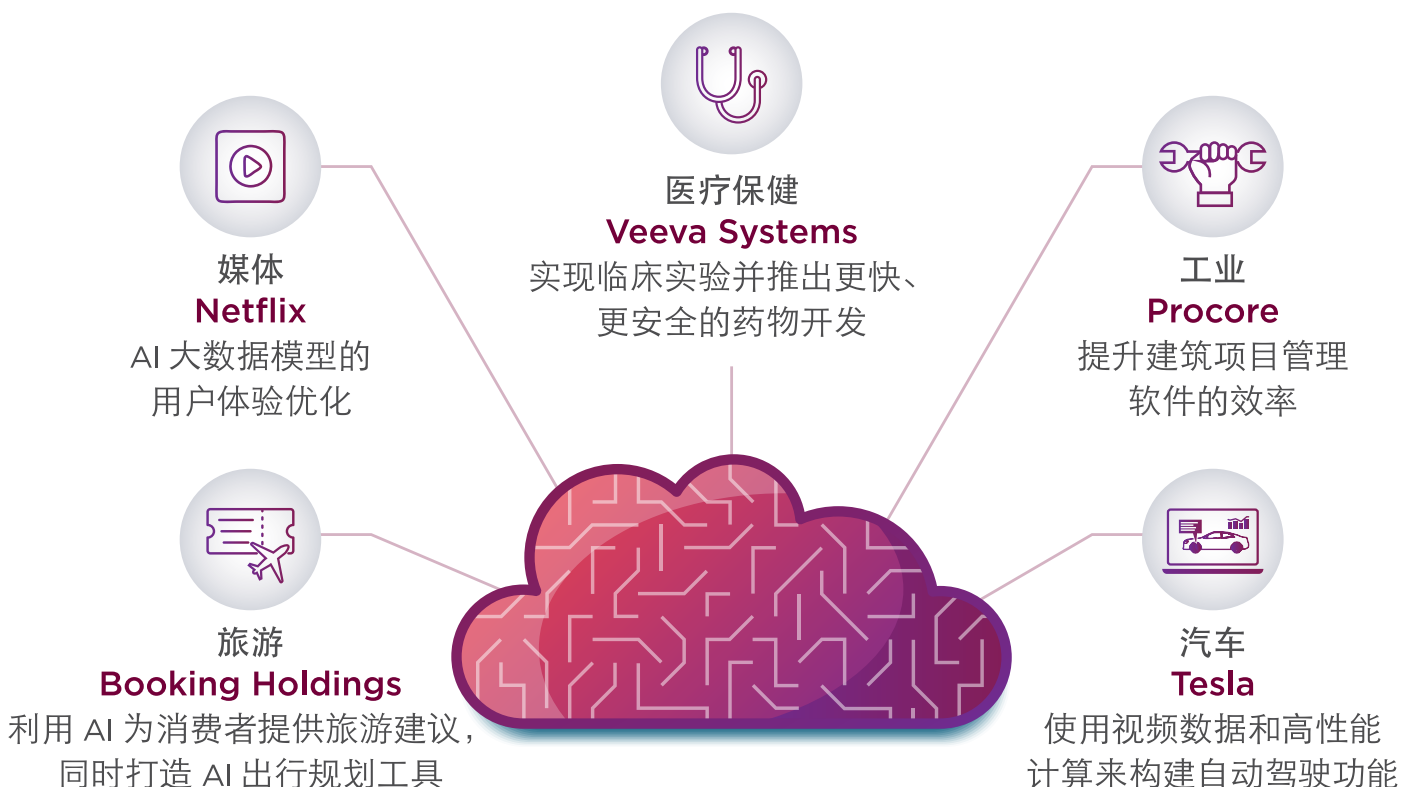 医疗保健
Veeva Systems
实现临床实验并推出更快、
更安全的药物开发
媒体
Netflix
AI 大数据模型的
用户体验优化
工业
Procore
提升建筑项目管理
软件的效率
旅游
Booking Holdings
利用 AI 为消费者提供旅游建议，
同时打造 AI 出行规划工具
汽车
Tesla
使用视频数据和高性能
计算来构建自动驾驶功能